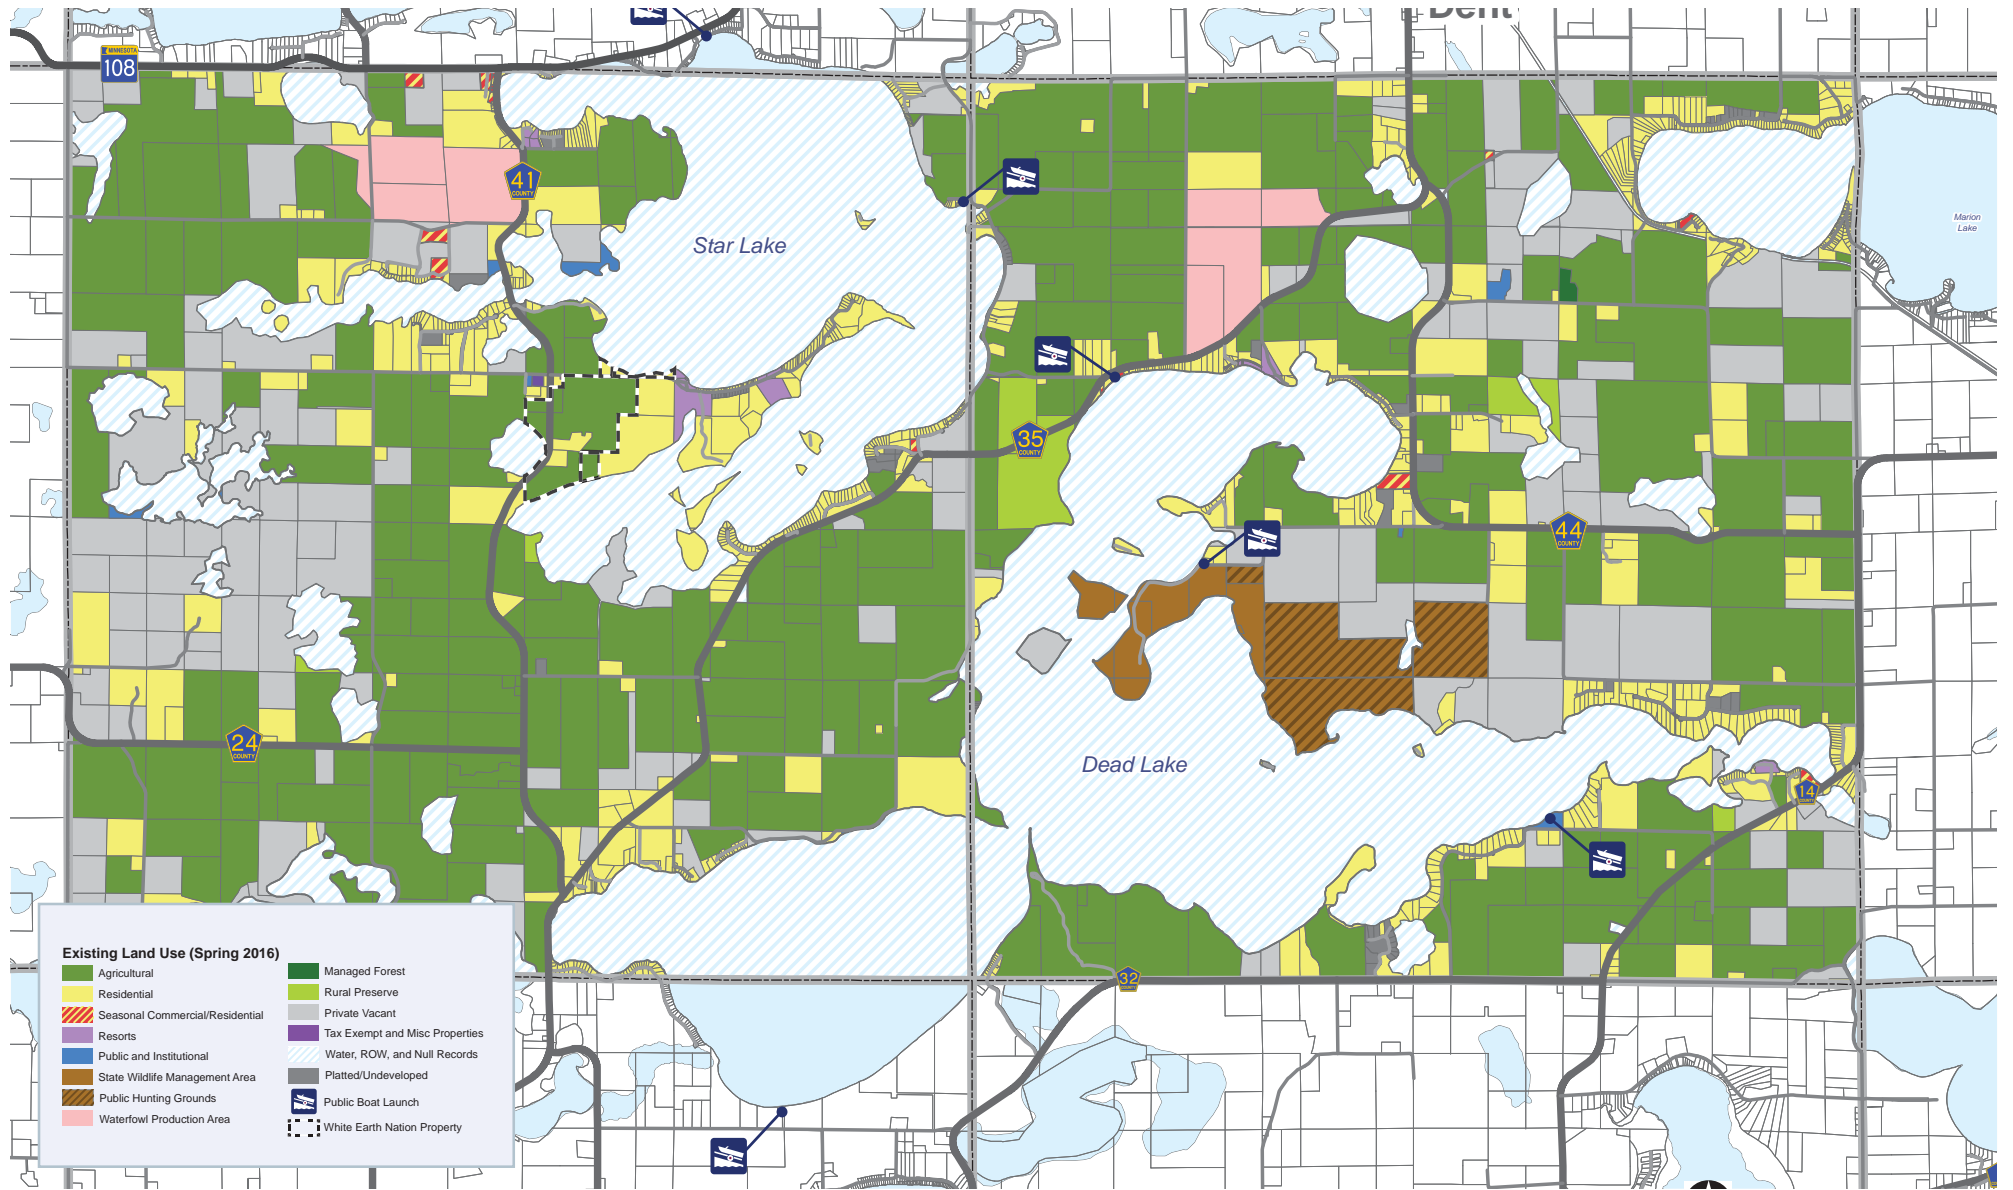 Dent
MINNESOTA
108
41
COUNTY
Star Lake
Marion
Lake
35
COUNTY
44
COUNTY
24
COUNTY
Dead Lake
14
32
Existing Land Use (Spring 2016)
Agricultural
Residential
Seasonal Commercial/Residential
Resorts
Public and Institutional
State Wildlife Management Area
Public Hunting Grounds
Waterfowl Production Area
Managed Forest
Rural Preserve
Private Vacant
Tax Exempt and Misc Properties
Water, ROW, and Null Records
Platted/Undeveloped
Public Boat Launch
White Earth Nation Property